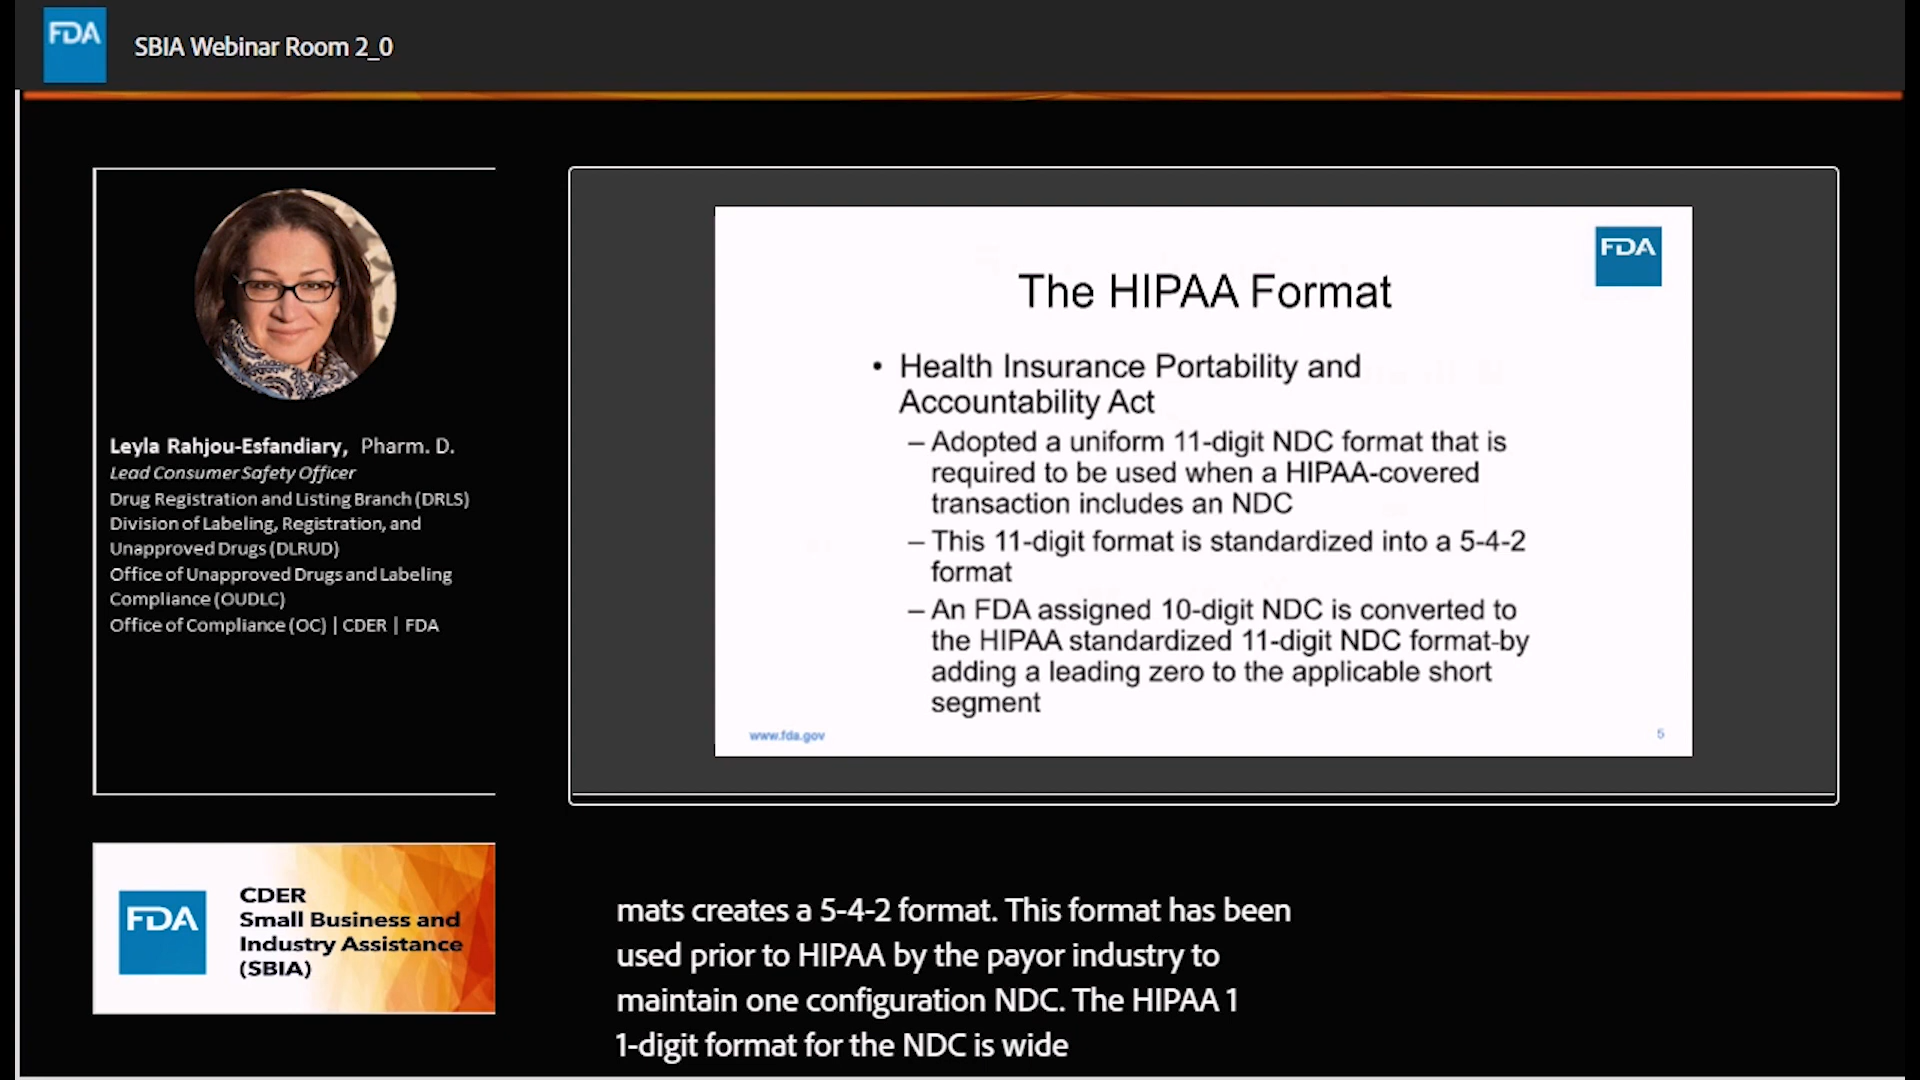 FDA
SBIA Webinar Room 2_0
Leyla Rahjou-Esfandiary, Pharm. D.
Lead Consumer Safety Officer
Drug Registration and Listing Branch (DRLS)
Division of Labeling, Registration, and
Unapproved Drugs (DLRUD)
Office of Unapproved Drugs and Labeling
Compliance (OUDLC)
Office of Compliance (OC) | CDER | FDA
FDA
The HIPAA Format
• Health Insurance Portability and
Accountability Act
– Adopted a uniform 11-digit NDC format that is
required to be used when a HIPAA-covered
transaction includes an NDC
– This 11-digit format is standardized into a 5-4-2
format
– An FDA assigned 10-digit NDC is converted to
the HIPAA standardized 11-digit NDC format-by
adding a leading zero to the applicable short
segment
www.fda.gov
5
FDA
CDER
Small Business and
Industry Assistance
(SBIA)
mats creates a 5-4-2 format. This format has been
used prior to HIPAA by the payor industry to
maintain one configuration NDC. The HIPAA 1
1-digit format for the NDC is wide